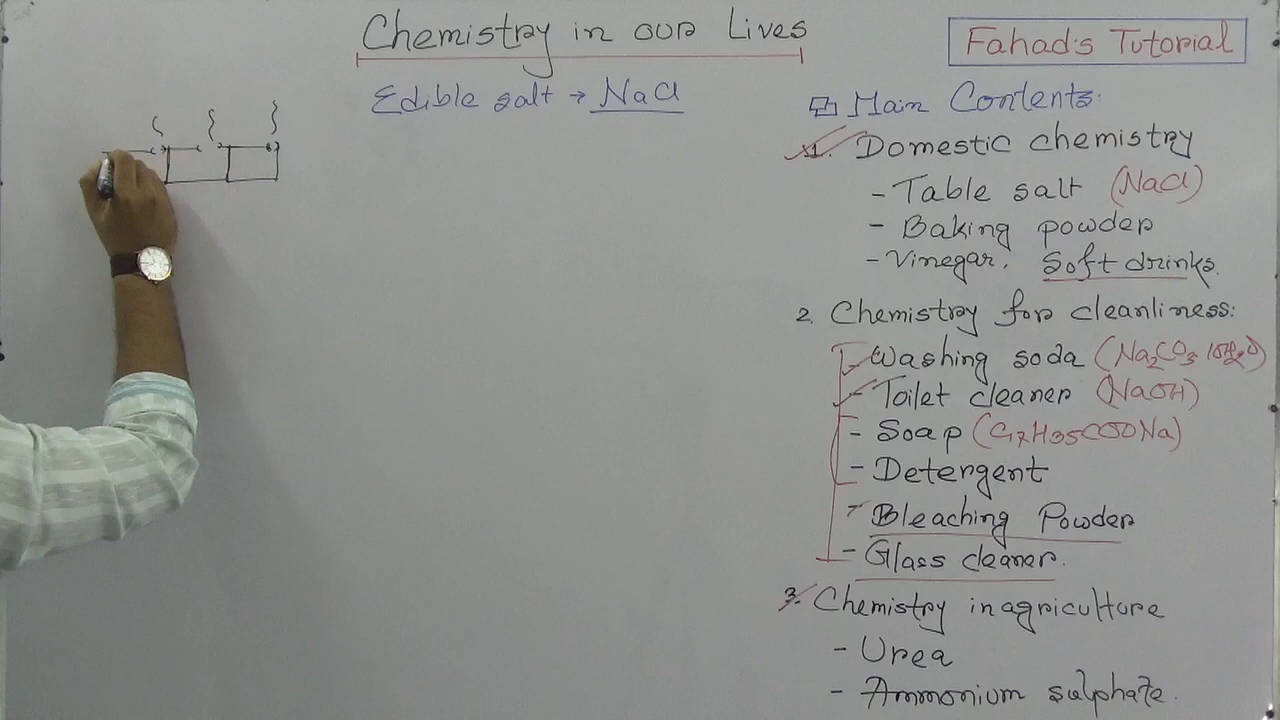 Chemistry in our Lives
Fahad's Tutorial
Edible salt → NaCl
Main Contents:
1. Domestic chemistry
- Table salt (NaCl)
- Baking powder
- Vinegar, Soft drinks.
2. Chemistry for cleanliness:
- Washing soda (Na2CO3 10H2O)
- Toilet cleaner (NaOH)
- Soap (C17H35COONa)
- Detergent
- Bleaching Powder
- Glass cleaner.
3. Chemistry in agriculture
- Urea
- Ammonium sulphate.